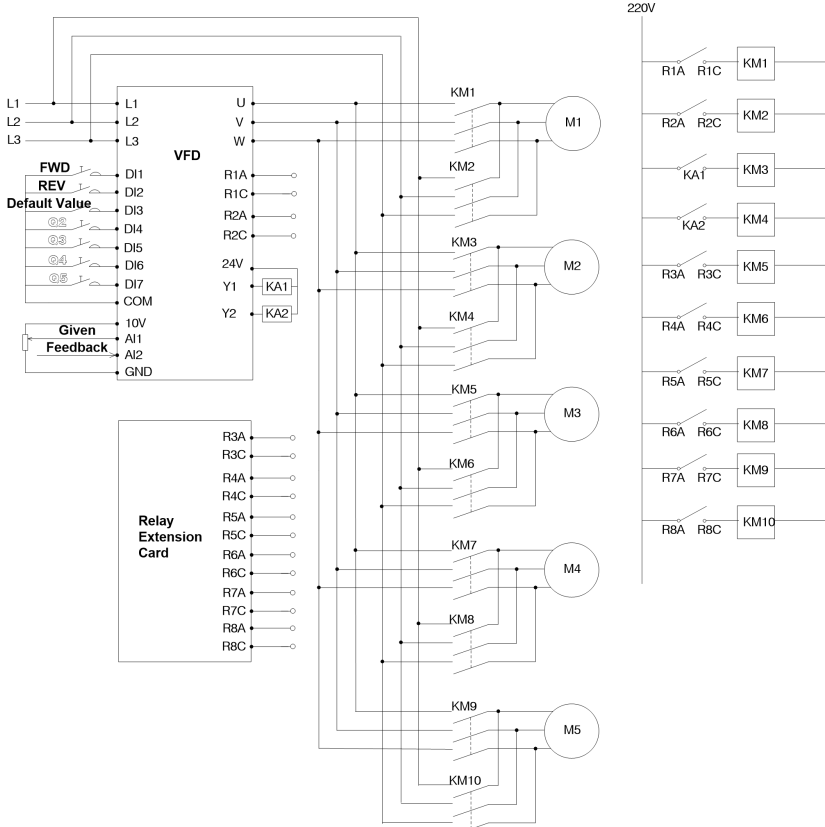 220V
L1
L2
L3
L1
L2
L3
VFD
U
V
W
FWD
REV
Default Value
Q2
Q3
Q4
Q5
DI1
DI2
DI3
DI4
DI5
DI6
DI7
COM
10V
AI1
AI2
GND
Given
Feedback
R1A
R1C
R2A
R2C
24V
Y1
Y2
KA1
KA2
Relay
Extension
Card
R3A
R3C
R4A
R4C
R5A
R5C
R6A
R6C
R7A
R7C
R8A
R8C
KM1
M1
KM2
KM3
M2
KM4
KM5
M3
KM6
KM7
M4
KM8
KM9
M5
KM10
R1A R1C KM1
R2A R2C KM2
KA1 KM3
KA2 KM4
R3A R3C KM5
R4A R4C KM6
R5A R5C KM7
R6A R6C KM8
R7A R7C KM9
R8A R8C KM10